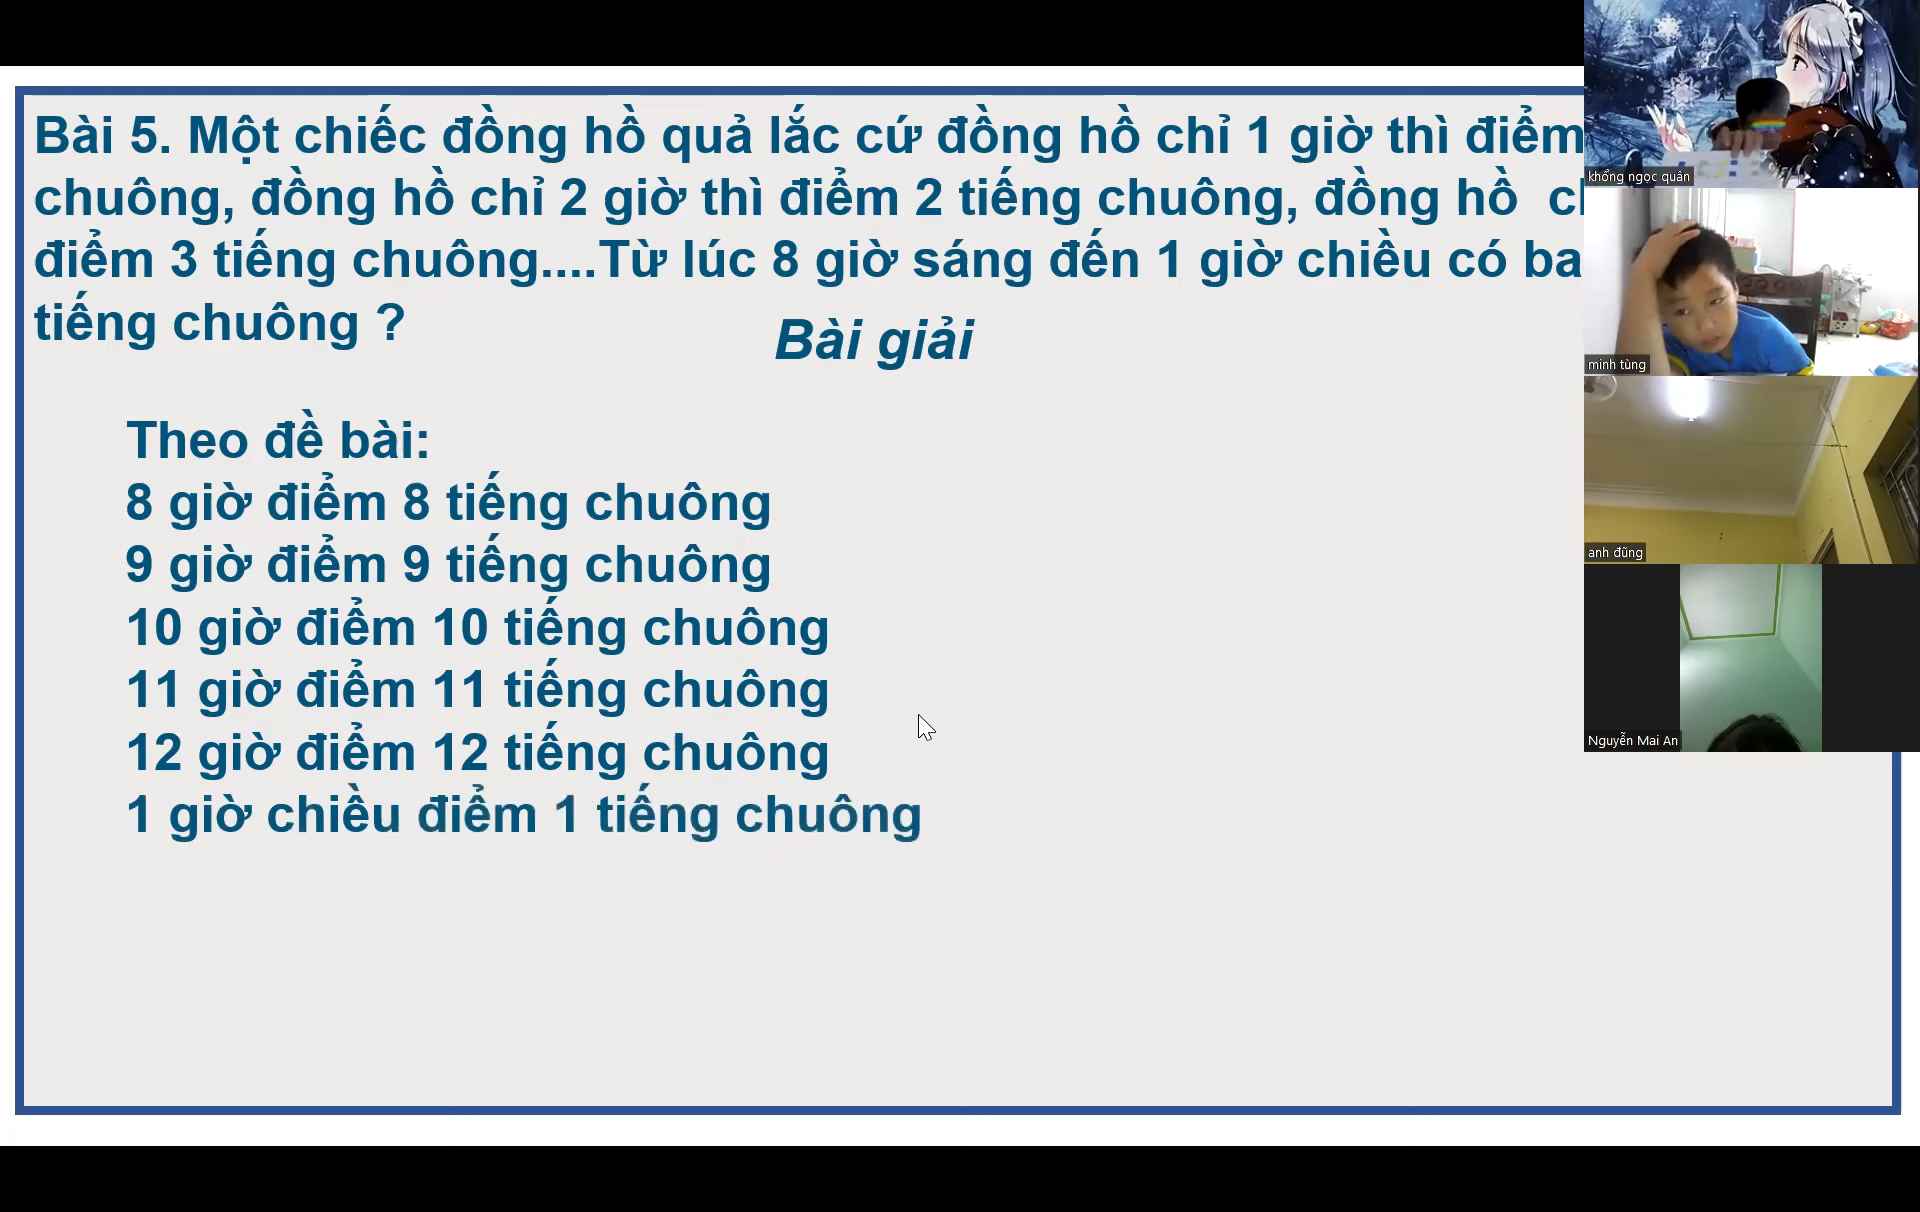 Bài 5. Một chiếc đồng hồ quả lắc cứ đồng hồ chỉ 1 giờ thì điểm
chuông, đồng hồ chỉ 2 giờ thì điểm 2 tiếng chuông, đồng hồ
điểm 3 tiếng chuông....Từ lúc 8 giờ sáng đến 1 giờ chiều có ba
tiếng chuông ?
Bài giải
Theo đề bài:
8 giờ điểm 8 tiếng chuông
9 giờ điểm 9 tiếng chuông
10 giờ điểm 10 tiếng chuông
11 giờ điểm 11 tiếng chuông
12 giờ điểm 12 tiếng chuông
1 giờ chiều điểm 1 tiếng chuông
khổng ngọc quân
minh tùng
anh dũng
Nguyễn Mai An